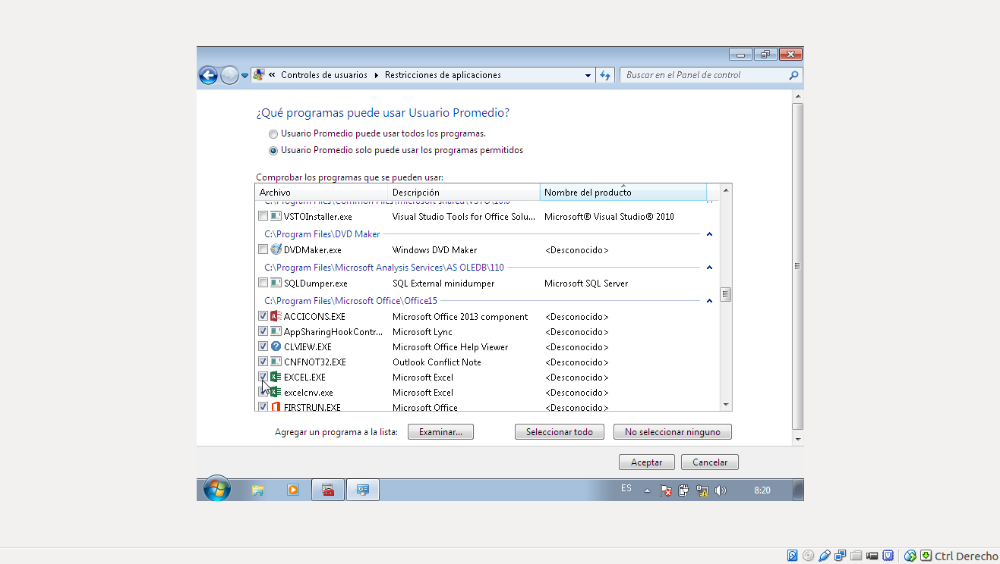 « Controles de usuarios ▸ Restricciones de aplicaciones
Buscar en el Panel de control
¿Qué programas puede usar Usuario Promedio?
Usuario Promedio puede usar todos los programas.
Usuario Promedio solo puede usar los programas permitidos
Comprobar los programas que se pueden usar:
Archivo Descripción Nombre del producto
C:\Program Files\Common Files\microsoft shared\VSTO\10.0
VSTOInstaller.exe Visual Studio Tools for Office Solu... Microsoft® Visual Studio® 2010
C:\Program Files\DVD Maker
DVDMaker.exe Windows DVD Maker <Desconocido>
C:\Program Files\Microsoft Analysis Services\AS OLEDB\110
SQLDumper.exe SQL External minidumper Microsoft SQL Server
C:\Program Files\Microsoft Office\Office15
ACCICONS.EXE Microsoft Office 2013 component <Desconocido>
AppSharingHookContr... Microsoft Lync <Desconocido>
CLVIEW.EXE Microsoft Office Help Viewer <Desconocido>
CNFNOT32.EXE Outlook Conflict Note <Desconocido>
EXCEL.EXE Microsoft Excel <Desconocido>
excelcnv.exe Microsoft Excel <Desconocido>
FIRSTRUN.EXE Microsoft Office <Desconocido>
Agregar un programa a la lista: Examinar... Seleccionar todo No seleccionar ninguno
Aceptar Cancelar
ES 8:20
Ctrl Derecho